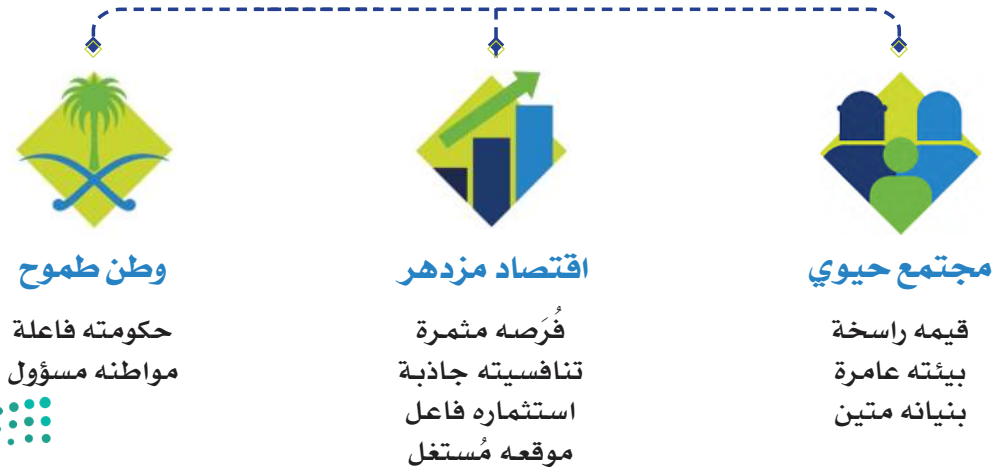 مجتمع حيوي
قيمه راسخة
بيئته عامرة
بنيانه متين
اقتصاد مزدهر
فُرَصه مثمرة
تنافسيته جاذبة
استثماره فاعل
موقعه مُستغل
وطن طموح
حكومته فاعلة
مواطنه مسؤول